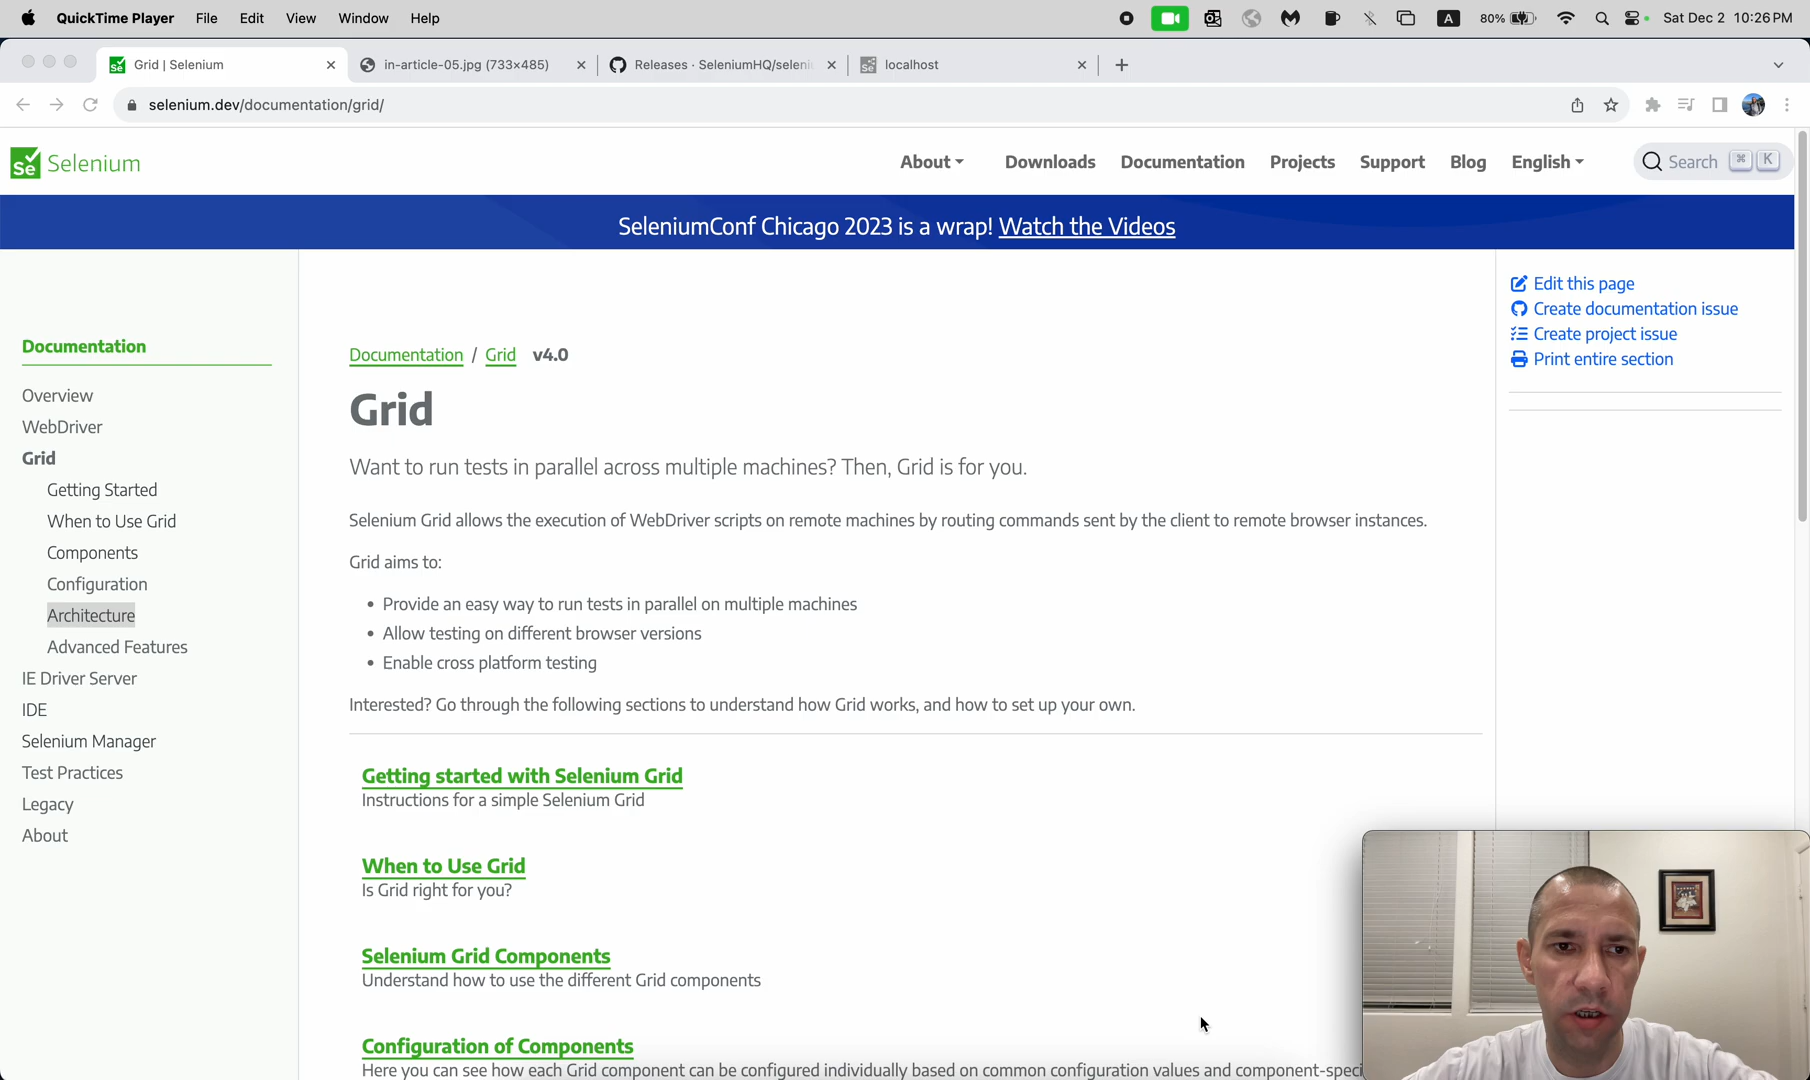 QuickTime Player File Edit View Window Help A 80% Sat Dec 2 10:26 PM
Grid | Selenium in-article-05.jpg (733×485) Releases · SeleniumHQ/seleni localhost
selenium.dev/documentation/grid/
Se Selenium About Downloads Documentation Projects Support Blog English Search ⌘ K
SeleniumConf Chicago 2023 is a wrap! Watch the Videos
Edit this page
Create documentation issue
Create project issue
Print entire section
Documentation
Overview
WebDriver
Grid
Getting Started
When to Use Grid
Components
Configuration
Architecture
Advanced Features
IE Driver Server
IDE
Selenium Manager
Test Practices
Legacy
About
Documentation / Grid v4.0
Grid
Want to run tests in parallel across multiple machines? Then, Grid is for you.
Selenium Grid allows the execution of WebDriver scripts on remote machines by routing commands sent by the client to remote browser instances.
Grid aims to:
• Provide an easy way to run tests in parallel on multiple machines
• Allow testing on different browser versions
• Enable cross platform testing
Interested? Go through the following sections to understand how Grid works, and how to set up your own.
Getting started with Selenium Grid
Instructions for a simple Selenium Grid
When to Use Grid
Is Grid right for you?
Selenium Grid Components
Understand how to use the different Grid components
Configuration of Components
Here you can see how each Grid component can be configured individually based on common configuration values and component-speci